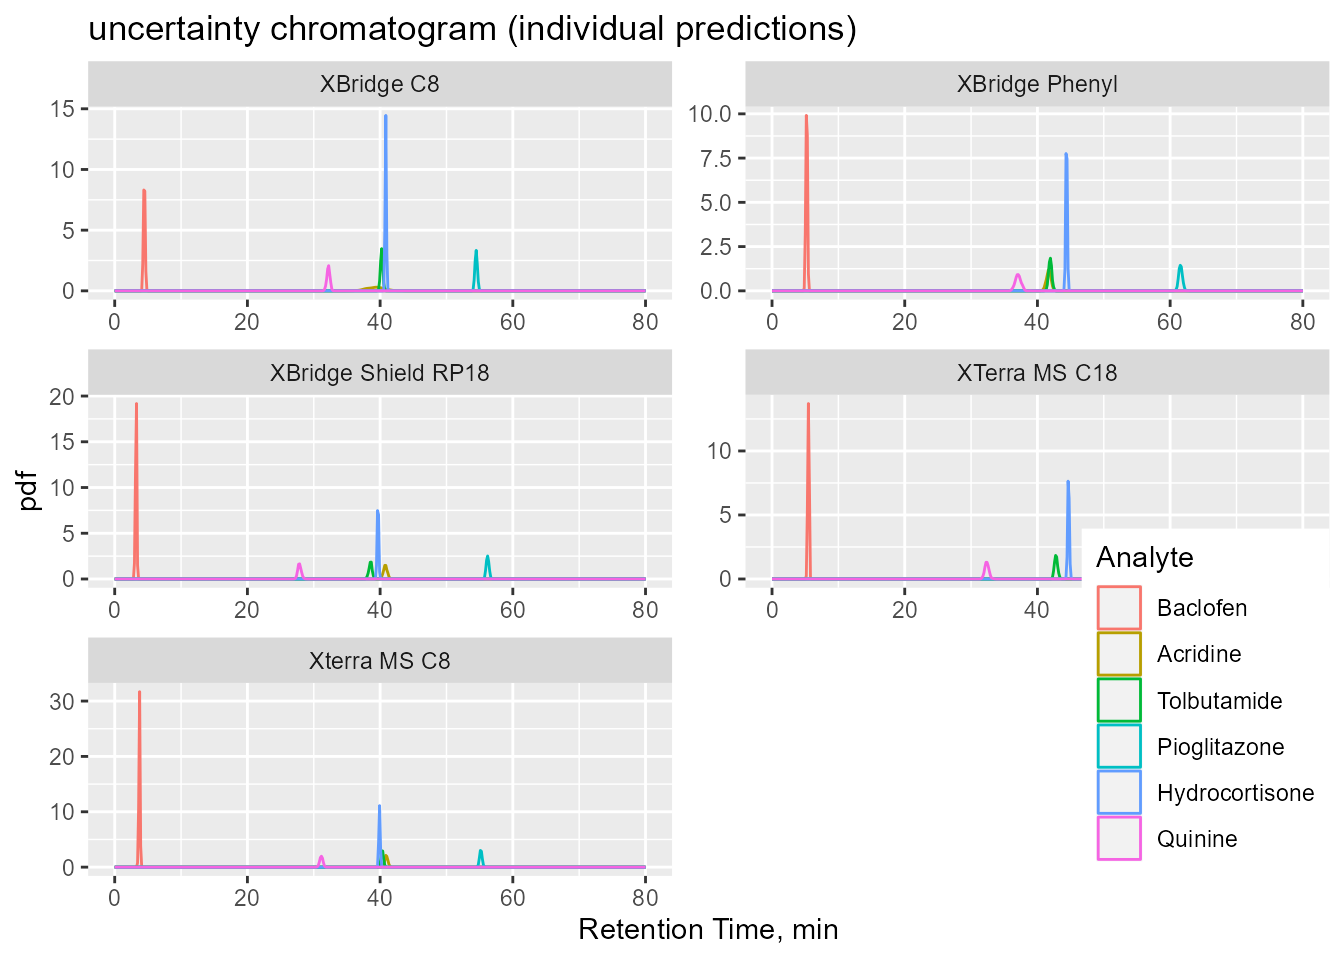 uncertainty chromatogram (individual predictions)
XBridge C8
XBridge Phenyl
15
10
5
0
0 20 40 60 80
10.0
7.5
5.0
2.5
0.0
0 20 40 60 80
XBridge Shield RP18
XTerra MS C18
20
15
10
5
0
0 20 40 60 80
10
5
0
0 20 40
pdf
Xterra MS C8
30
20
10
0
0 20 40 60 80
Analyte
Baclofen
Acridine
Tolbutamide
Pioglitazone
Hydrocortisone
Quinine
Retention Time, min